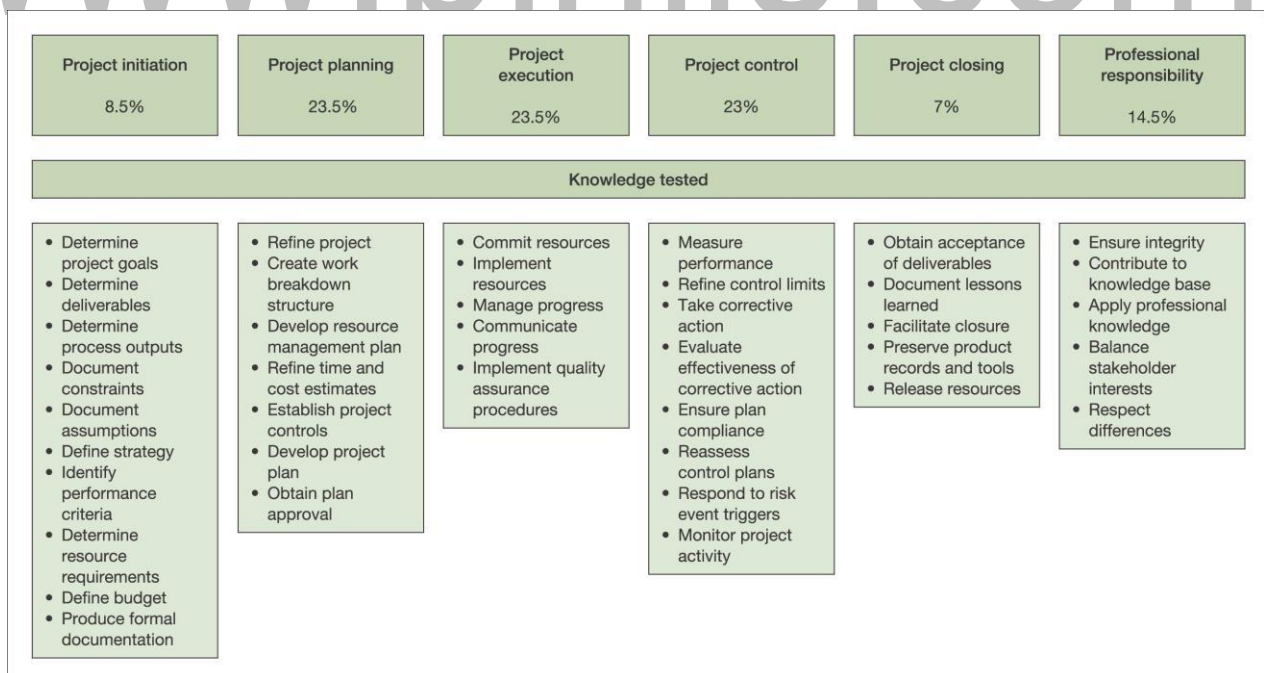 Project initiation
8.5%
Project planning
23.5%
Project
execution
23.5%
Project control
23%
Project closing
7%
Professional
responsibility
14.5%
Knowledge tested
• Determine
project goals
• Determine
deliverables
• Determine
process outputs
• Document
constraints
• Document
assumptions
• Define strategy
• Identify
performance
criteria
• Determine
resource
requirements
• Define budget
• Produce formal
documentation
• Refine project
• Create work
breakdown
structure
• Develop resource
management plan
• Refine time and
cost estimates
• Establish project
controls
• Develop project
plan
• Obtain plan
approval
• Commit resources
• Implement
resources
• Manage progress
• Communicate
progress
• Implement quality
assurance
procedures
• Measure
performance
• Refine control limits
• Take corrective
action
• Evaluate
effectiveness of
corrective action
• Ensure plan
compliance
• Reassess
control plans
• Respond to risk
event triggers
• Monitor project
activity
• Obtain acceptance
of deliverables
• Document lessons
learned
• Facilitate closure
• Preserve product
records and tools
• Release resources
• Ensure integrity
• Contribute to
knowledge base
• Apply professional
knowledge
• Balance
stakeholder
interests
• Respect
differences